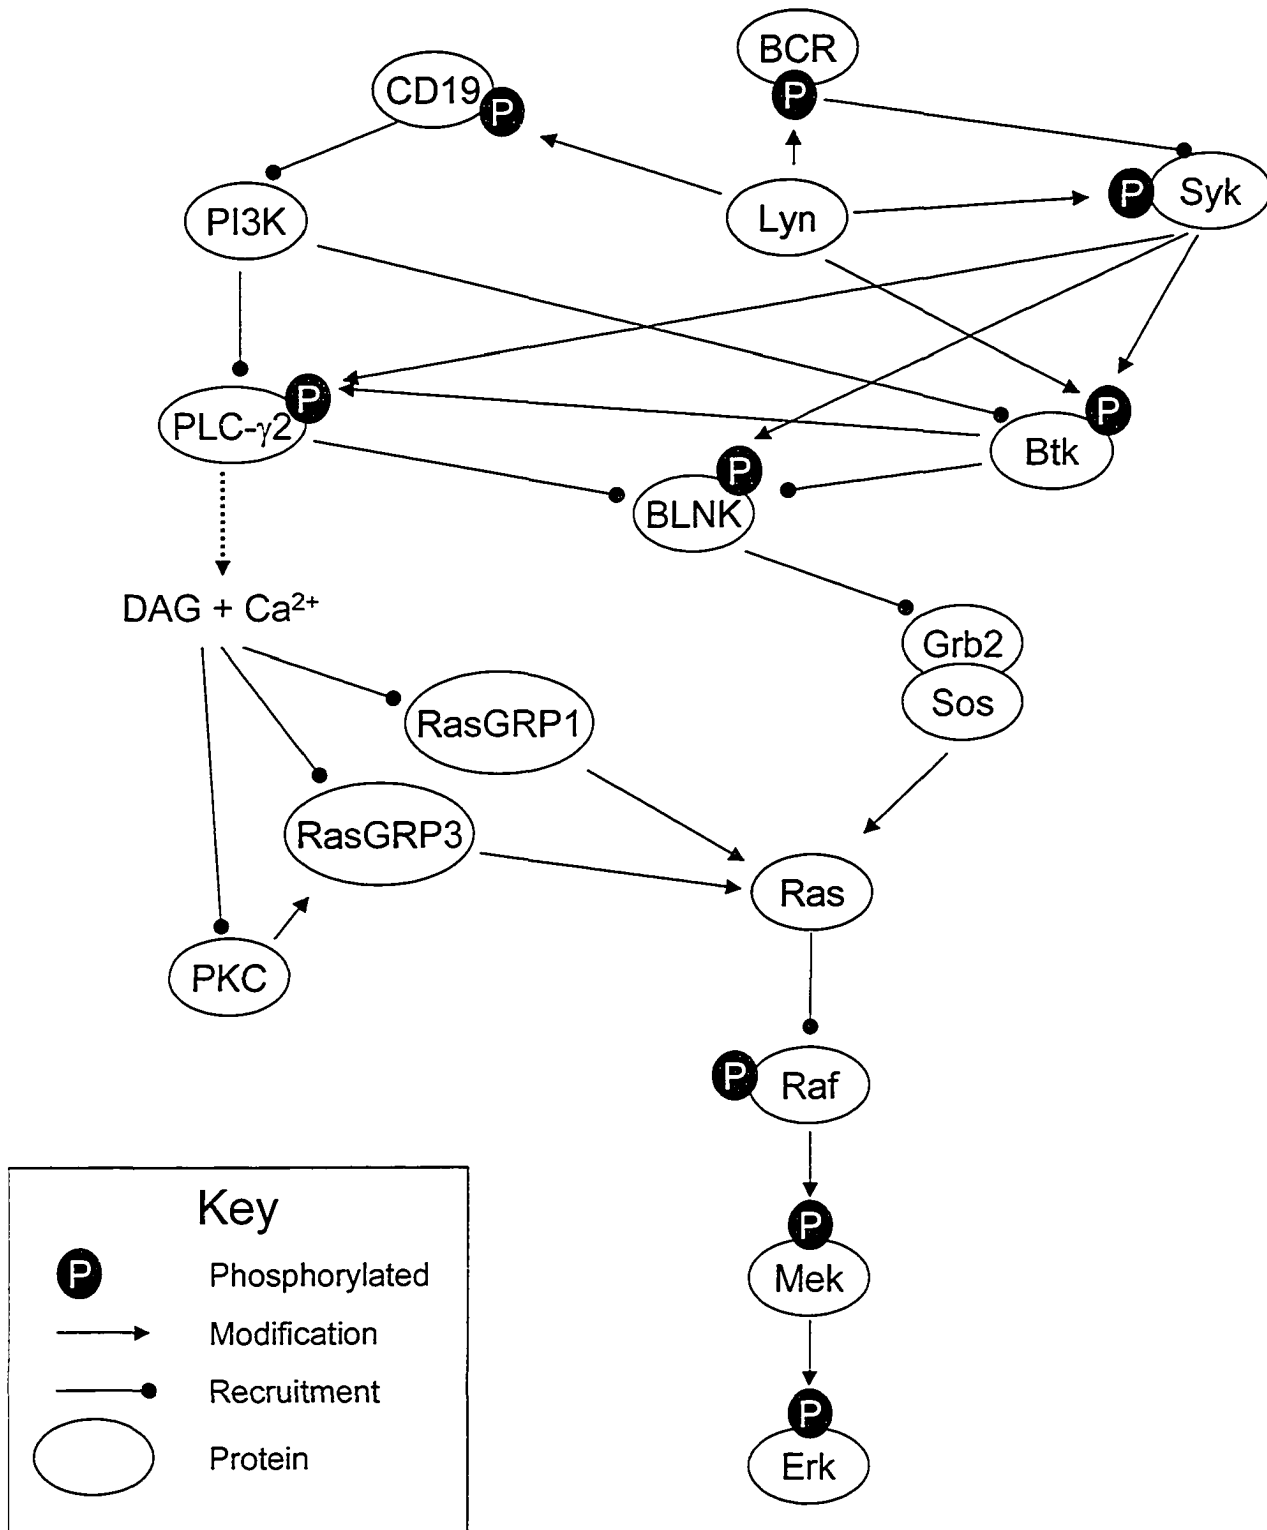 BCR
P
CD19
P
P
Syk
Lyn
PI3K
P
P
PLC-γ2
Btk
P
BLNK
DAG + Ca²⁺
Grb2
Sos
RasGRP1
RasGRP3
Ras
PKC
P
Raf
P
Mek
P
Erk
Key
P Phosphorylated
Modification
Recruitment
Protein